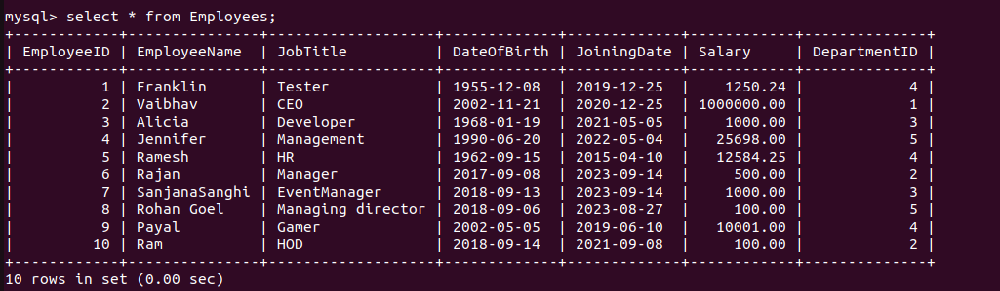 mysql> select * from Employees;
+------------+--------------+-------------------+-------------+-------------+------------+--------------+
| EmployeeID | EmployeeName | JobTitle          | DateOfBirth | JoiningDate | Salary     | DepartmentID |
+------------+--------------+-------------------+-------------+-------------+------------+--------------+
|          1 | Franklin     | Tester            | 1955-12-08  | 2019-12-25  |    1250.24 |            4 |
|          2 | Vaibhav      | CEO               | 2002-11-21  | 2020-12-25  | 1000000.00 |            1 |
|          3 | Alicia       | Developer         | 1968-01-19  | 2021-05-05  |    1000.00 |            3 |
|          4 | Jennifer     | Management        | 1990-06-20  | 2022-05-04  |   25698.00 |            5 |
|          5 | Ramesh       | HR                | 1962-09-15  | 2015-04-10  |   12584.25 |            4 |
|          6 | Rajan        | Manager           | 2017-09-08  | 2023-09-14  |     500.00 |            2 |
|          7 | SanjanaSanghi | EventManager      | 2018-09-13  | 2023-09-14  |    1000.00 |            3 |
|          8 | Rohan Goel   | Managing director | 2018-09-06  | 2023-08-27  |     100.00 |            5 |
|          9 | Payal        | Gamer             | 2002-05-05  | 2019-06-10  |   10001.00 |            4 |
|         10 | Ram          | HOD               | 2018-09-14  | 2021-09-08  |     100.00 |            2 |
+------------+--------------+-------------------+-------------+-------------+------------+--------------+
10 rows in set (0.00 sec)